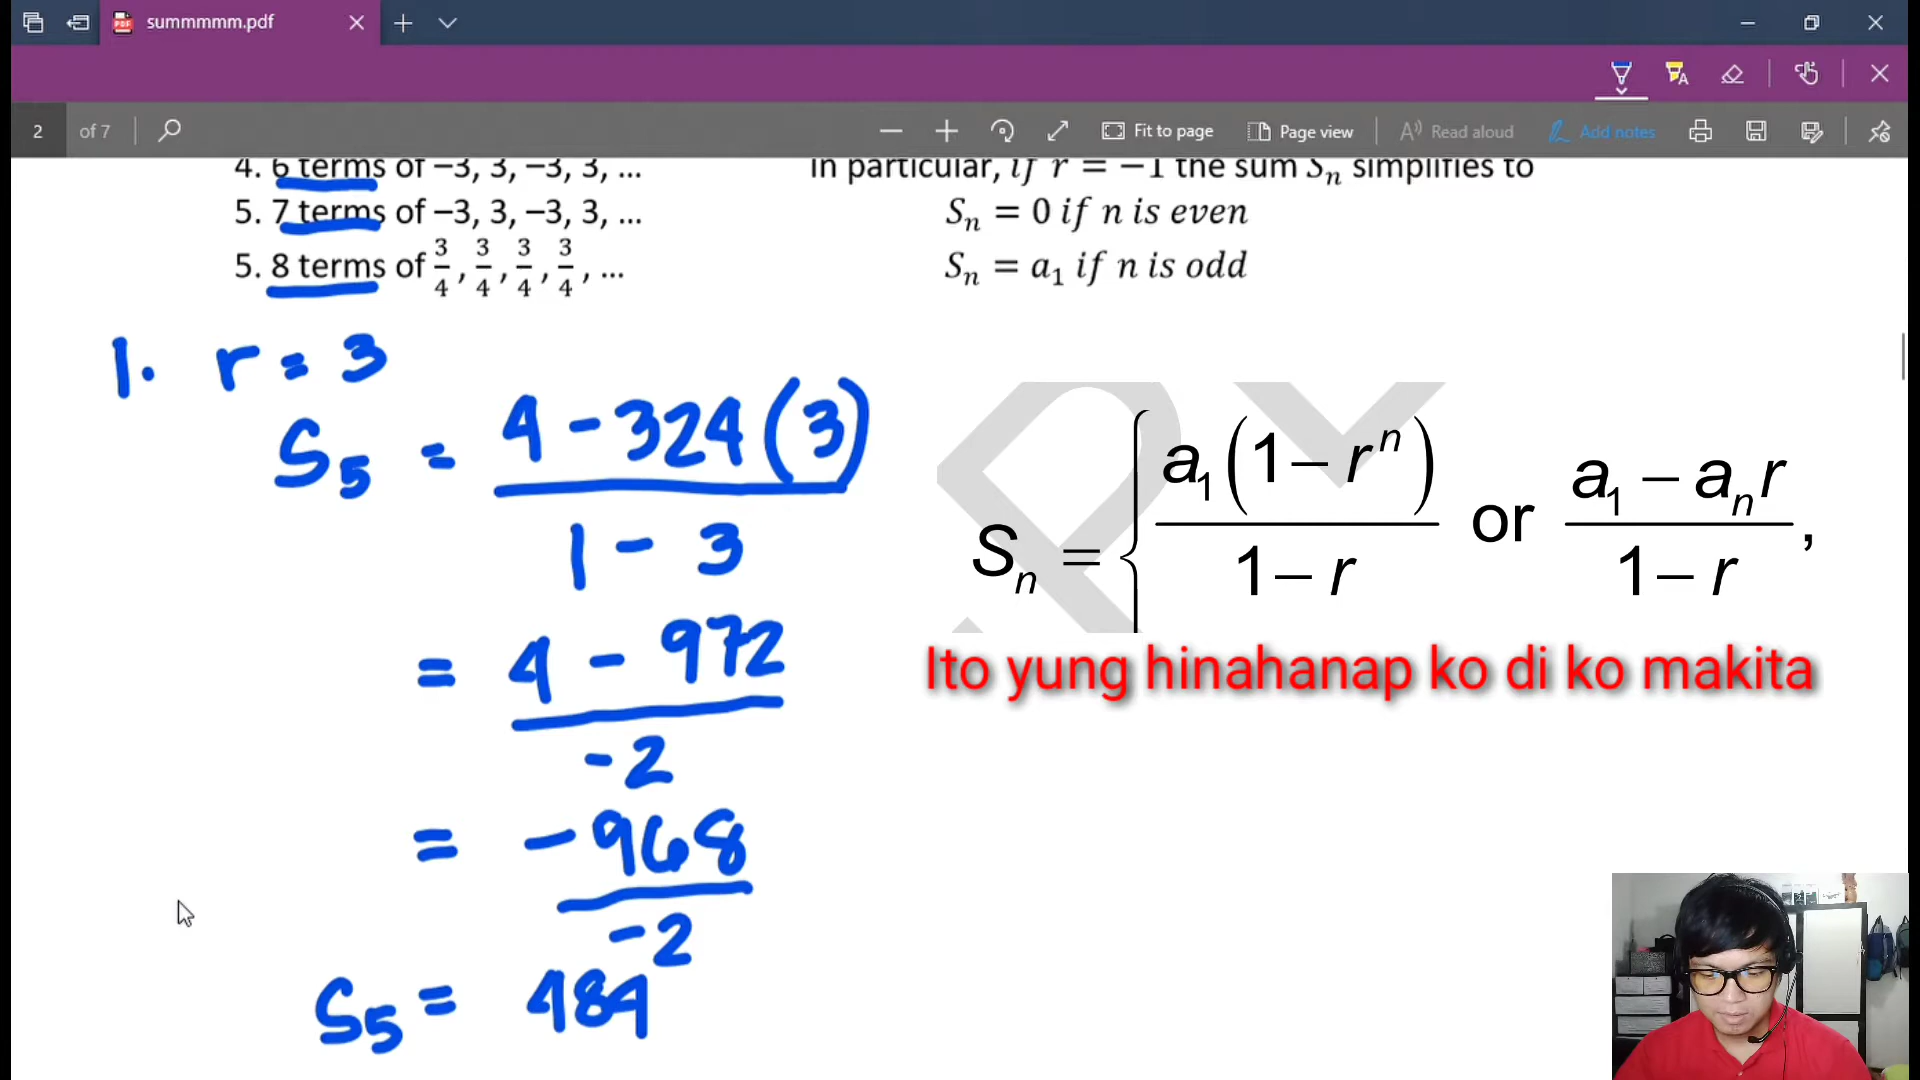 summmmm.pdf
2 of 7
Fit to page
Page view
Read aloud
Add notes
4. 6 terms of –3, 3, –3, 3, ...
5. 7 terms of –3, 3, –3, 3, ...
5. 8 terms of 3/4, 3/4, 3/4, 3/4, ...
In particular, if r = −1 the sum Sₙ simplifies to
Sₙ = 0 if n is even
Sₙ = a₁ if n is odd
1. r = 3
S₅ = (4 - 324(3)) / (1 - 3)
= (4 - 972) / -2
= -968 / -2
S₅ = 484
Sₙ = { a₁(1 – rⁿ) / (1 – r) or (a₁ – aₙr) / (1 – r),
Ito yung hinahanap ko di ko makita